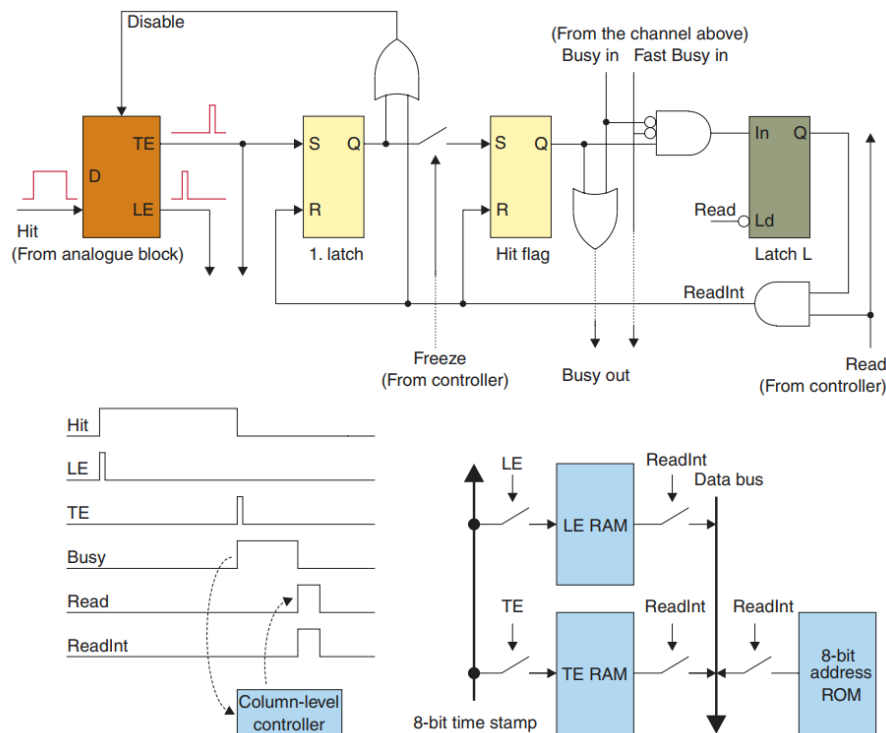 Disable
(From the channel above)
Busy in Fast Busy in
TE
D
LE
Hit
(From analogue block)
S Q
R
1. latch
S Q
R
Hit flag
In Q
Read
Ld
Latch L
ReadInt
Freeze
(From controller)
Busy out
Read
(From controller)
Hit
LE
TE
Busy
Read
ReadInt
Column-level
controller
LE
ReadInt
Data bus
LE RAM
TE
ReadInt
ReadInt
TE RAM
8-bit
address
ROM
8-bit time stamp